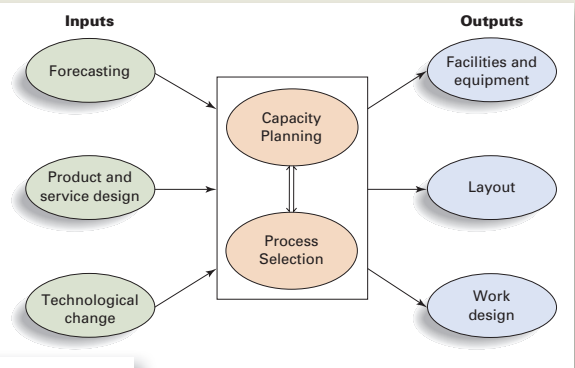 Inputs
Outputs
Forecasting
Product and
service design
Technological
change
Capacity
Planning
Process
Selection
Facilities and
equipment
Layout
Work
design